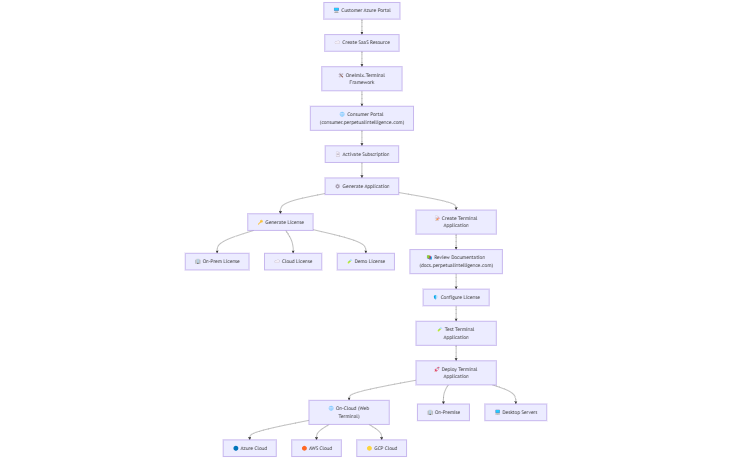 Customer Azure Portal
Create SaaS Resource
OneImlx.Terminal
Framework
Consumer Portal
(consumer.perpetualintelligence.com)
Activate Subscription
Generate Application
Generate License
Create Terminal
Application
On-Prem License
Cloud License
Demo License
Review Documentation
(docs.perpetualintelligence.com)
Configure License
Test Terminal
Application
Deploy Terminal
Application
On-Cloud (Web
Terminal)
On-Premise
Desktop Servers
Azure Cloud
AWS Cloud
GCP Cloud